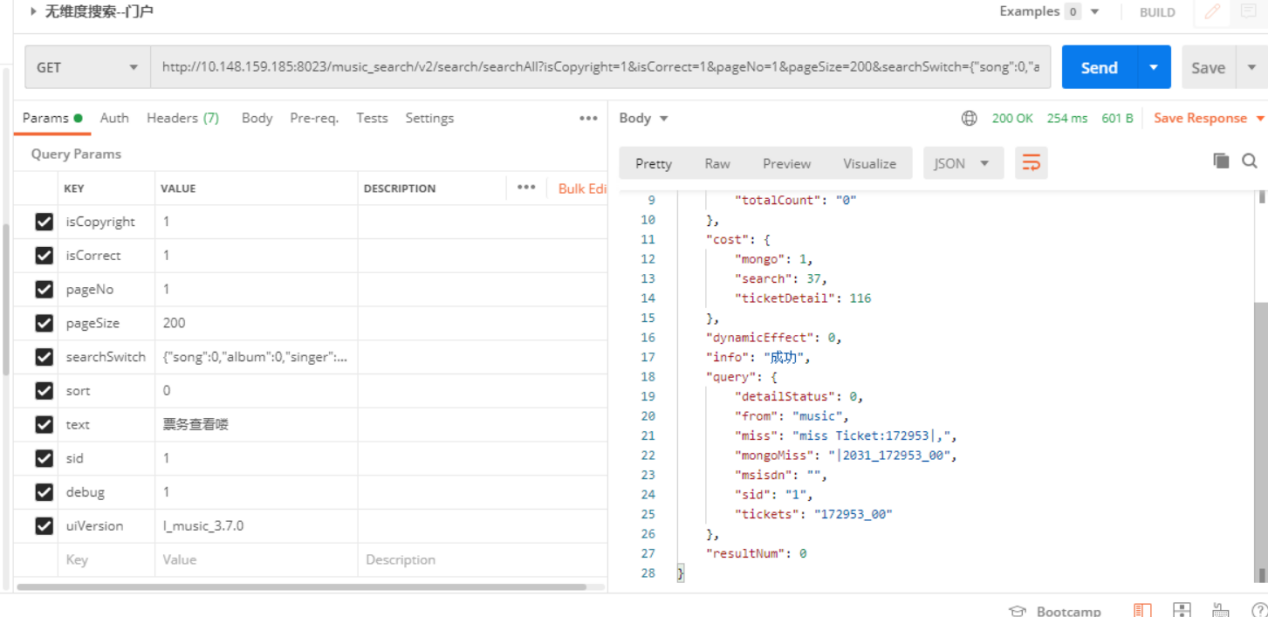 无维度搜索--门户
Examples 0 BUILD
GET http://10.148.159.185:8023/music_search/v2/search/searchAll?isCopyright=1&isCorrect=1&pageNo=1&pageSize=200&searchSwitch={"song":0,"a Send Save
Params Auth Headers (7) Body Pre-req. Tests Settings
Body 200 OK 254 ms 601 B Save Response
Query Params
Pretty Raw Preview Visualize JSON
KEY VALUE DESCRIPTION Bulk Edi
isCopyright 1
isCorrect 1
pageNo 1
pageSize 200
searchSwitch {"song":0,"album":0,"singer":...
sort 0
text 票务查看喽
sid 1
debug 1
uiVersion I_music_3.7.0
Key Value Description
9 "totalCount": "0"
10 },
11 "cost": {
12 "mongo": 1,
13 "search": 37,
14 "ticketDetail": 116
15 },
16 "dynamicEffect": 0,
17 "info": "成功",
18 "query": {
19 "detailStatus": 0,
20 "from": "music",
21 "miss": "miss Ticket:172953|,",
22 "mongoMiss": "|2031_172953_00",
23 "msisdn": "",
24 "sid": "1",
25 "tickets": "172953_00"
26 },
27 "resultNum": 0
28 }
Bootcamp